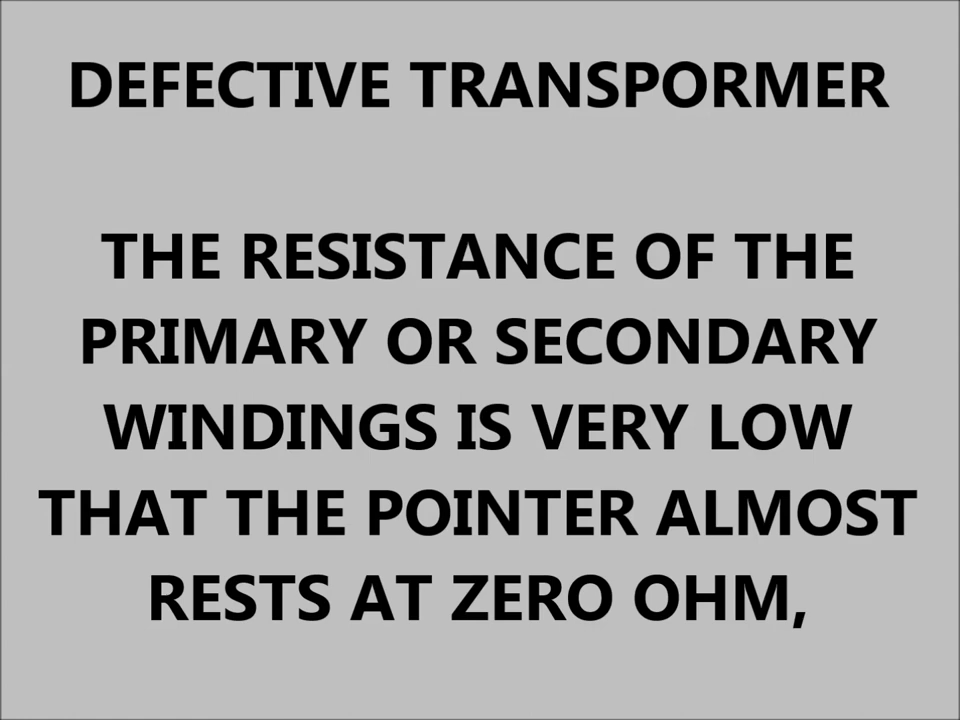 DEFECTIVE TRANSPORMER
THE RESISTANCE OF THE
PRIMARY OR SECONDARY
WINDINGS IS VERY LOW
THAT THE POINTER ALMOST
RESTS AT ZERO OHM,